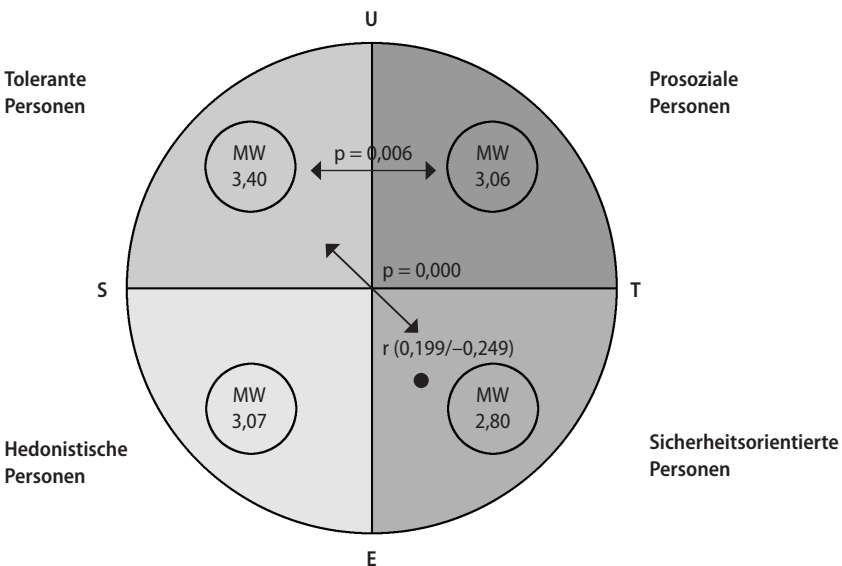 U
Tolerante
Personen
Prosoziale
Personen
MW
3,40
p = 0,006
MW
3,06
p = 0,000
S
T
r (0,199/–0,249)
MW
3,07
MW
2,80
Hedonistische
Personen
Sicherheitsorientierte
Personen
E